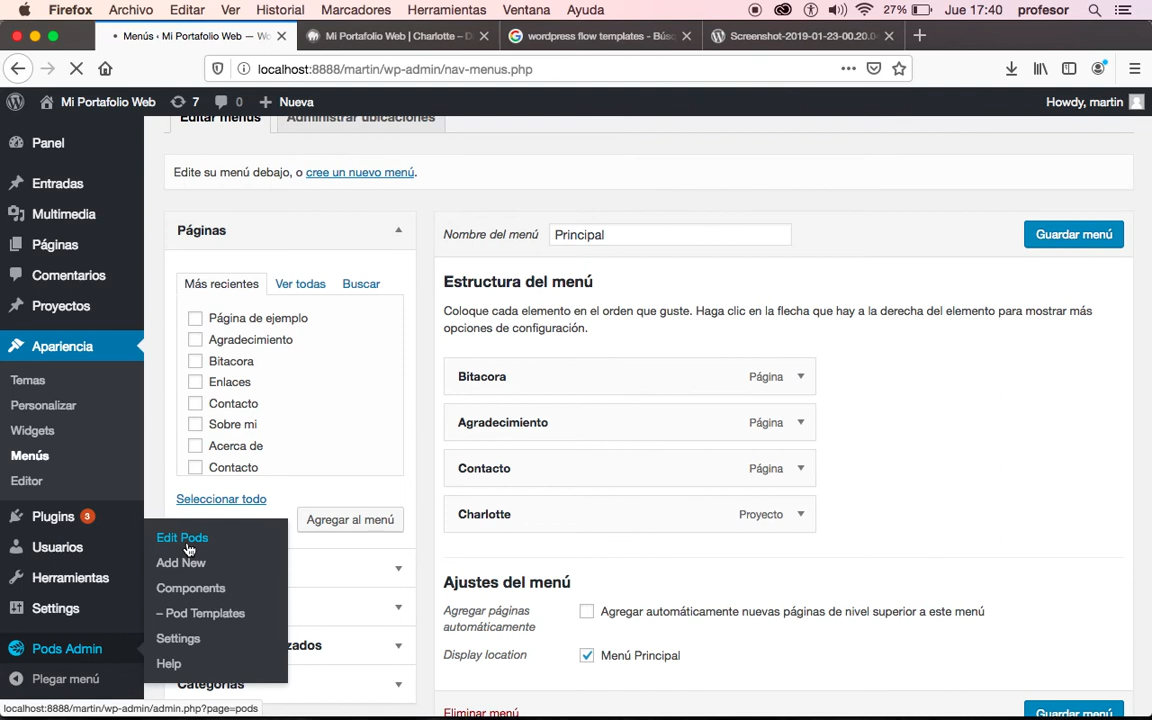 Firefox Archivo Editar Ver Historial Marcadores Herramientas Ventana Ayuda 27% Jue 17:40 profesor
Menús ‹ Mi Portafolio Web — Wo
Mi Portafolio Web | Charlotte – D
wordpress flow templates - Bús
Screenshot-2019-01-23-00.20.0
localhost:8888/martin/wp-admin/nav-menus.php
Mi Portafolio Web 7 0 Nueva Howdy, martin
Editar menús Administrar ubicaciones
Panel
Entradas
Multimedia
Páginas
Comentarios
Proyectos
Apariencia
Temas
Personalizar
Widgets
Menús
Editor
Plugins 3
Usuarios
Herramientas
Settings
Pods Admin
Plegar menú
Edit Pods
Add New
Components
– Pod Templates
Settings
Help
Edite su menú debajo, o cree un nuevo menú.
Páginas
Más recientes Ver todas Buscar
Página de ejemplo
Agradecimiento
Bitacora
Enlaces
Contacto
Sobre mi
Acerca de
Contacto
Seleccionar todo
Agregar al menú
Categorías
Nombre del menú Principal Guardar menú
Estructura del menú
Coloque cada elemento en el orden que guste. Haga clic en la flecha que hay a la derecha del elemento para mostrar más
opciones de configuración.
Bitacora Página
Agradecimiento Página
Contacto Página
Charlotte Proyecto
Ajustes del menú
Agregar páginas
automáticamente
Agregar automáticamente nuevas páginas de nivel superior a este menú
Display location Menú Principal
Eliminar menú Guardar menú
localhost:8888/martin/wp-admin/admin.php?page=pods